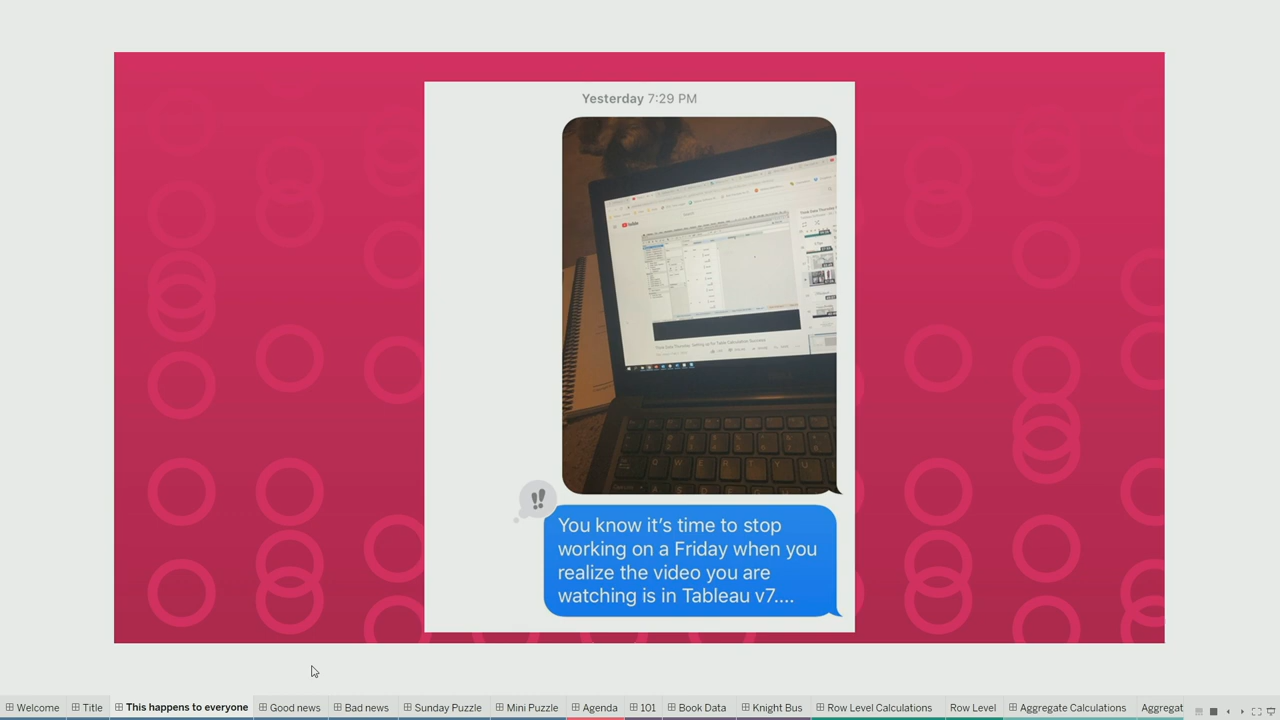 Yesterday 7:29 PM
You know it's time to stop
working on a Friday when you
realize the video you are
watching is in Tableau v7....
Welcome
Title
This happens to everyone
Good news
Bad news
Sunday Puzzle
Mini Puzzle
Agenda
101
Book Data
Knight Bus
Row Level Calculations
Row Level
Aggregate Calculations
Aggregat